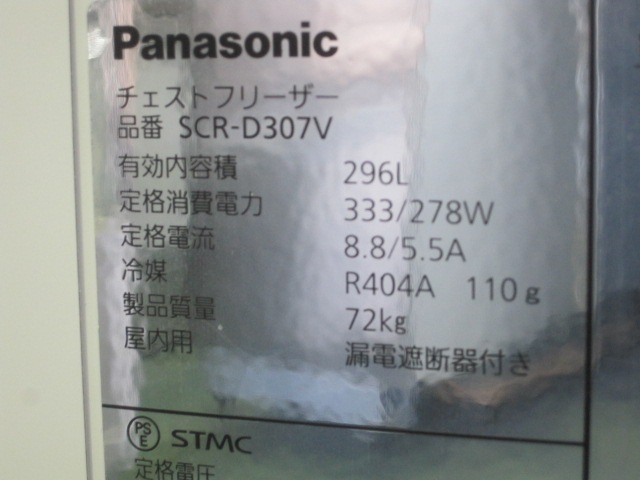 Panasonic
チェストフリーザー
品番 SCR-D307V
有効内容積 296L
定格消費電力 333/278W
定格電流 8.8/5.5A
冷媒 R404A 110g
製品質量 72kg
屋内用 漏電遮断器付き
PSE STMC
定格電圧